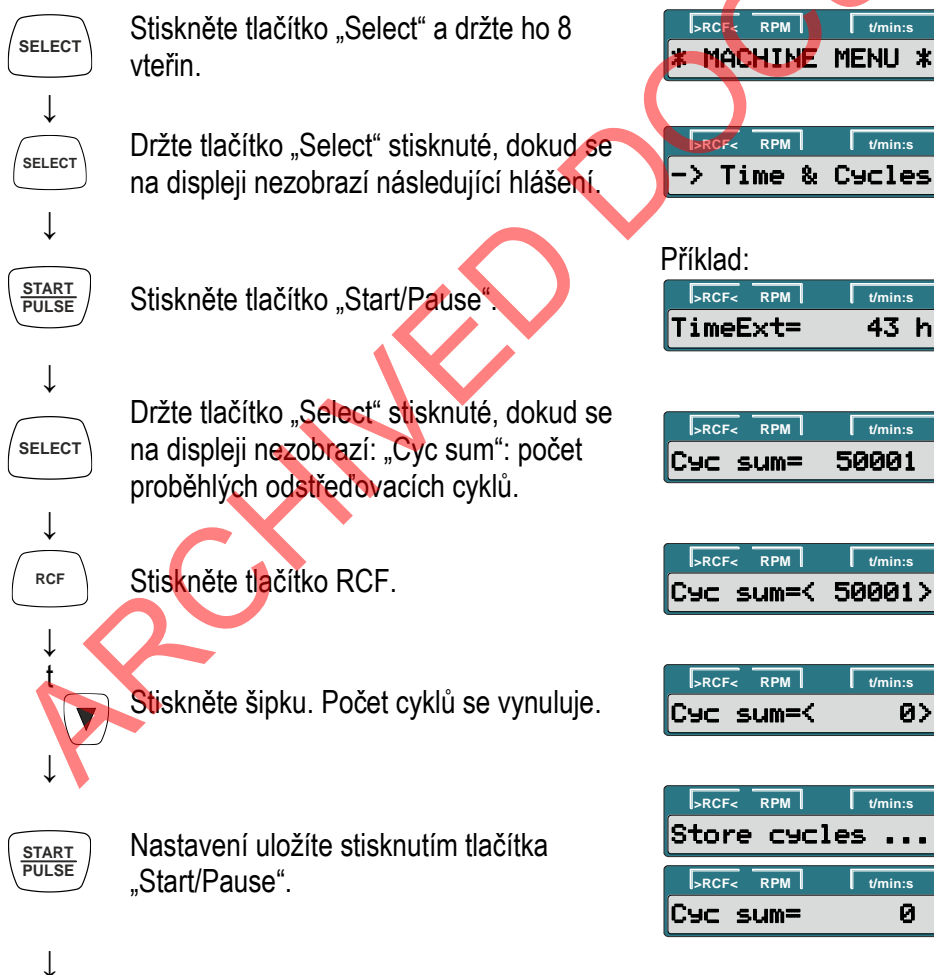 SELECT
Stiskněte tlačítko „Select" a držte ho 8
vteřin.
>RCF< RPM t/min:s
* MACHINE MENU *
↓
SELECT
Držte tlačítko „Select" stisknuté, dokud se
na displeji nezobrazí následující hlášení.
>RCF< RPM t/min:s
-> Time & Cycles
↓
START
PULSE
Stiskněte tlačítko „Start/Pause".
Příklad:
>RCF< RPM t/min:s
TimeExt= 43 h
↓
SELECT
Držte tlačítko „Select" stisknuté, dokud se
na displeji nezobrazí: „Cyc sum": počet
proběhlých odstřeďovacích cyklů.
>RCF< RPM t/min:s
Cyc sum= 50001
↓
RCF
Stiskněte tlačítko RCF.
>RCF< RPM t/min:s
Cyc sum=< 50001>
↓
t
▼
Stiskněte šipku. Počet cyklů se vynuluje.
>RCF< RPM t/min:s
Cyc sum=< 0>
↓
START
PULSE
Nastavení uložíte stisknutím tlačítka
„Start/Pause".
>RCF< RPM t/min:s
Store cycles ...
>RCF< RPM t/min:s
Cyc sum= 0
↓
ARCHIVED DOC